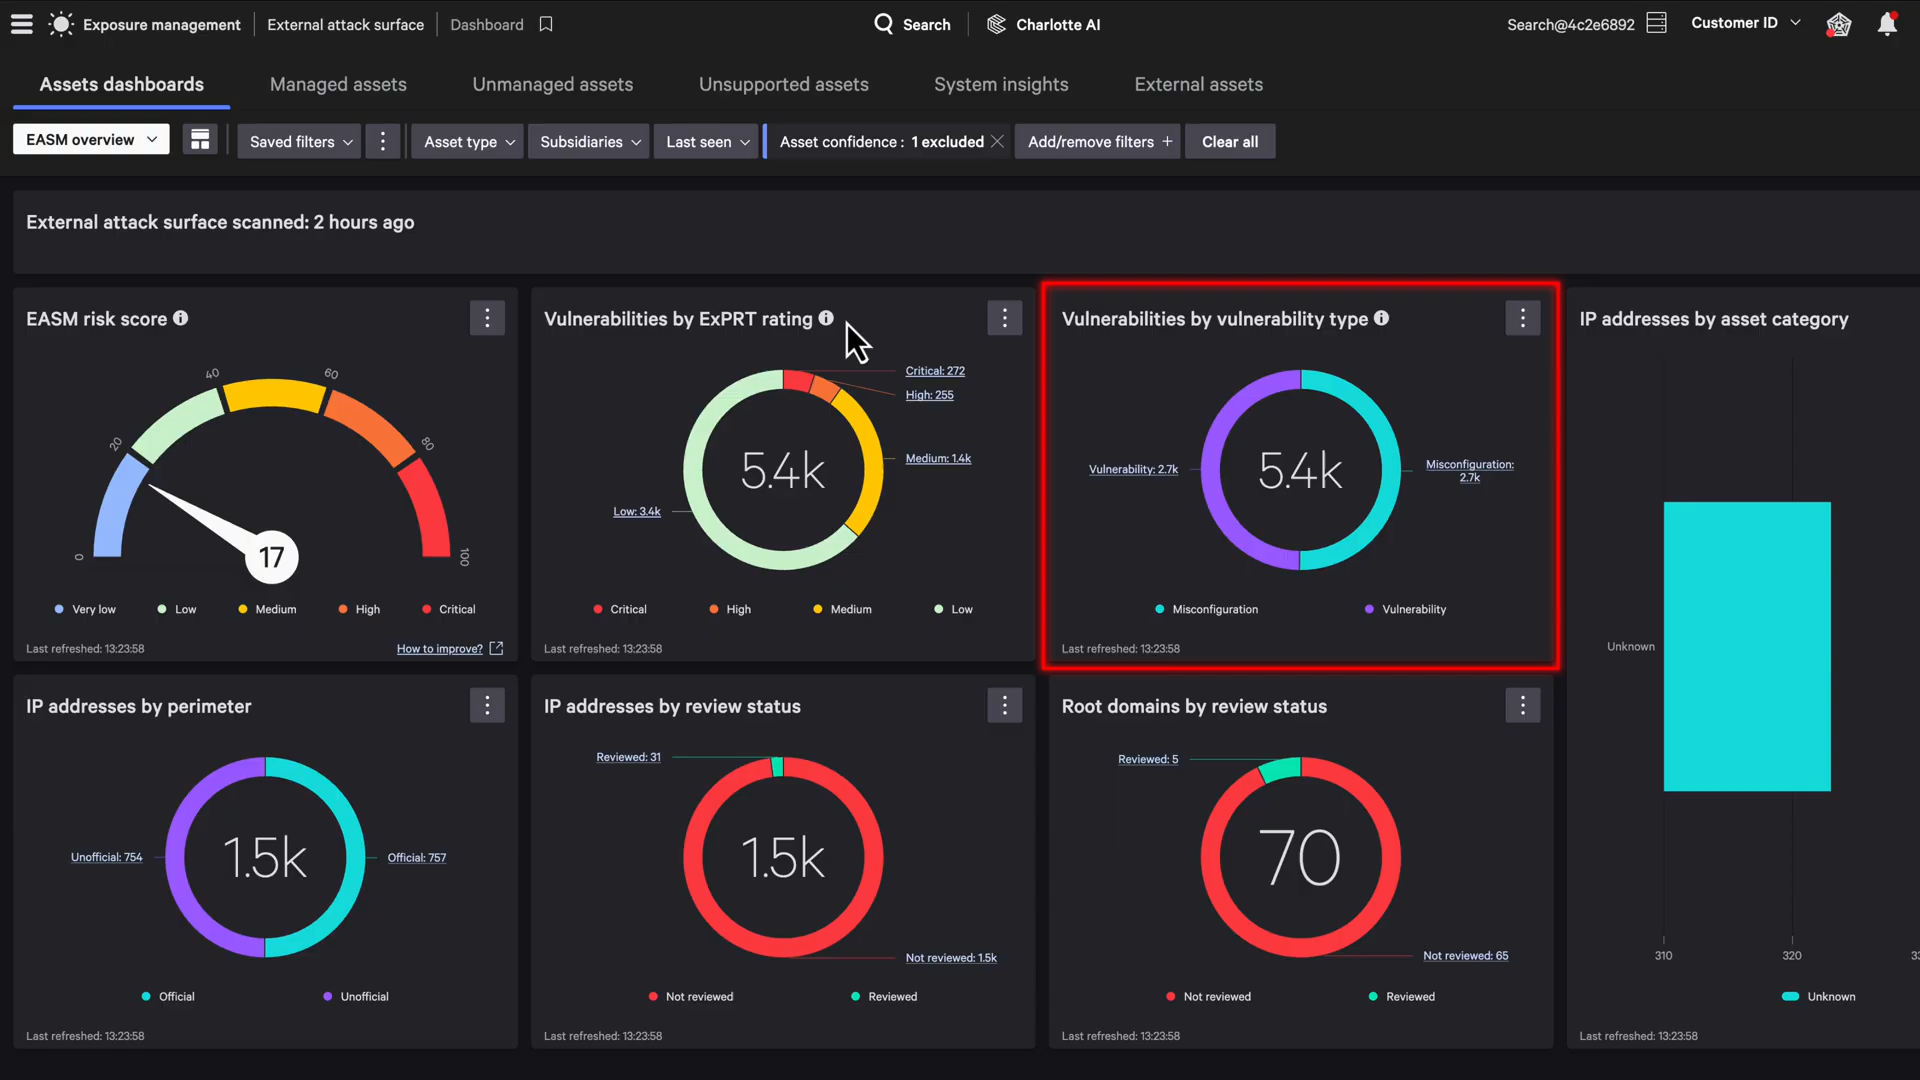 Exposure management
External attack surface
Dashboard
Search
Charlotte AI
Search@4c2e6892
Customer ID
Assets dashboards
Managed assets
Unmanaged assets
Unsupported assets
System insights
External assets
EASM overview
Saved filters
Asset type
Subsidiaries
Last seen
Asset confidence : 1 excluded
Add/remove filters +
Clear all
External attack surface scanned: 2 hours ago
EASM risk score
0
20
40
60
80
100
17
Very low
Low
Medium
High
Critical
Last refreshed: 13:23:58
How to improve?
Vulnerabilities by ExPRT rating
Critical: 272
High: 255
Medium: 1.4k
Low: 3.4k
5.4k
Critical
High
Medium
Low
Last refreshed: 13:23:58
Vulnerabilities by vulnerability type
Vulnerability: 2.7k
5.4k
Misconfiguration:
2.7k
Misconfiguration
Vulnerability
Last refreshed: 13:23:58
IP addresses by asset category
Unknown
310
320
33
Unknown
Last refreshed: 13:23:58
IP addresses by perimeter
Unofficial: 754
1.5k
Official: 757
Official
Unofficial
Last refreshed: 13:23:58
IP addresses by review status
Reviewed: 31
1.5k
Not reviewed: 1.5k
Not reviewed
Reviewed
Last refreshed: 13:23:58
Root domains by review status
Reviewed: 5
70
Not reviewed: 65
Not reviewed
Reviewed
Last refreshed: 13:23:58